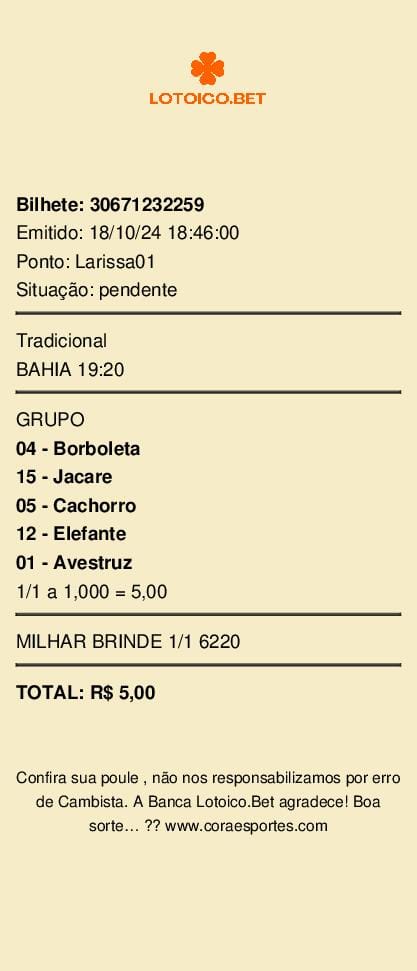 LOTOICO.BET
Bilhete: 30671232259
Emitido: 18/10/24 18:46:00
Ponto: Larissa01
Situação: pendente
Tradicional
BAHIA 19:20
GRUPO
04 - Borboleta
15 - Jacare
05 - Cachorro
12 - Elefante
01 - Avestruz
1/1 a 1,000 = 5,00
MILHAR BRINDE 1/1 6220
TOTAL: R$ 5,00
Confira sua poule , não nos responsabilizamos por erro
de Cambista. A Banca Lotoico.Bet agradece! Boa
sorte... ?? www.coraesportes.com